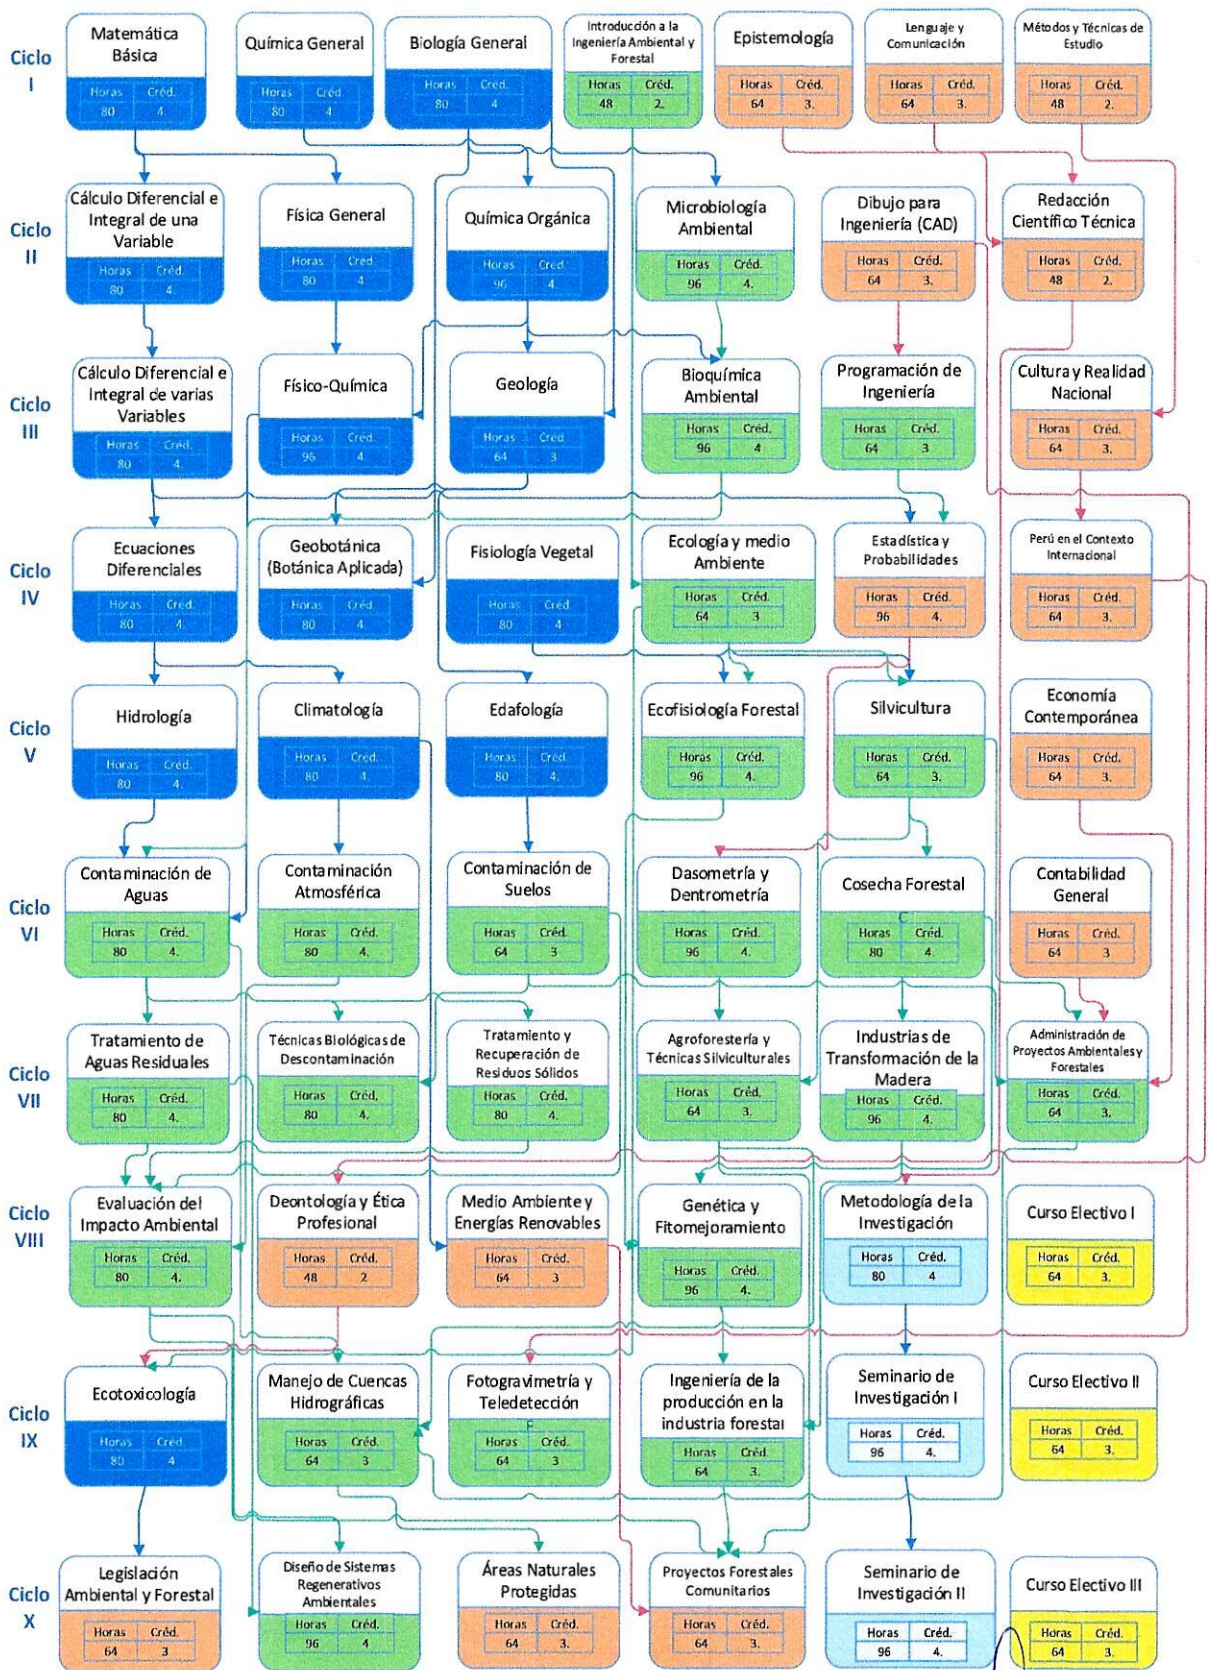 Ciclo
I
Matemática
Básica
Horas Créd.
80 4.
Química General
Horas Créd.
80 4
Biología General
Horas Créd.
80 4
Introducción a la
Ingeniería Ambiental y
Forestal
Horas Créd.
48 2.
Epistemología
Horas Créd.
64 3.
Lenguaje y
Comunicación
Horas Créd.
64 3.
Métodos y Técnicas de
Estudio
Horas Créd.
48 2.
Ciclo
II
Cálculo Diferencial e
Integral de una
Variable
Horas Créd.
80 4.
Física General
Horas Créd.
80 4
Química Orgánica
Horas Créd.
96 4
Microbiología
Ambiental
Horas Créd.
96 4.
Dibujo para
Ingeniería (CAD)
Horas Créd.
64 3.
Redacción
Científico Técnica
Horas Créd.
48 2.
Ciclo
III
Cálculo Diferencial e
Integral de varias
Variables
Horas Créd.
80 4.
Físico-Química
Horas Créd.
96 4
Geología
Horas Cred
64 3
Bioquímica
Ambiental
Horas Créd.
96 4
Programación de
Ingeniería
Horas Créd.
64 3
Cultura y Realidad
Nacional
Horas Créd.
64 3.
Ciclo
IV
Ecuaciones
Diferenciales
Horas Créd.
80 4.
Geobotánica
(Botánica Aplicada)
Horas Créd.
80 4.
Fisiología Vegetal
Horas Créd.
80 4
Ecología y medio
Ambiente
Horas Créd.
64 3
Estadística y
Probabilidades
Horas Créd.
96 4.
Perú en el Contexto
Internacional
Horas Créd.
64 3.
Ciclo
V
Hidrología
Horas Créd.
80 4.
Climatología
Horas Créd.
80 4.
Edafología
Horas Créd.
80 4.
Ecofisiología Forestal
Horas Créd.
96 4.
Silvicultura
Horas Créd.
64 3.
Economía
Contemporánea
Horas Créd.
64 3.
Ciclo
VI
Contaminación de
Aguas
Horas Créd.
80 4.
Contaminación
Atmosférica
Horas Créd.
80 4.
Contaminación de
Suelos
Horas Créd.
64 3
Dasometría y
Dentrometría
Horas Créd.
96 4.
Cosecha Forestal
C
Horas Créd.
80 4.
Contabilidad
General
Horas Créd.
64 3
Ciclo
VII
Tratamiento de
Aguas Residuales
Horas Créd.
80 4.
Técnicas Biológicas de
Descontaminación
Horas Créd.
80 4.
Tratamiento y
Recuperación de
Residuos Sólidos
Horas Créd.
80 4.
Agroforestería y
Técnicas Silviculturales
Horas Créd.
64 3.
Industrias de
Transformación de la
Madera
Horas Créd.
96 4.
Administración de
Proyectos Ambientales y
Forestales
Horas Créd.
64 3.
Ciclo
VIII
Evaluación del
Impacto Ambiental
Horas Créd.
80 4.
Deontología y Ética
Profesional
Horas Créd.
48 2
Medio Ambiente y
Energías Renovables
Horas Créd.
64 3
Genética y
Fitomejoramiento
Horas Créd.
96 4.
Metodología de la
Investigación
Horas Créd.
80 4
Curso Electivo I
Horas Créd.
64 3.
Ciclo
IX
Ecotoxicología
Horas Créd.
80 4
Manejo de Cuencas
Hidrográficas
Horas Créd.
64 3
Fotogravimetría y
Teledetección
F
Horas Créd.
64 3
Ingeniería de la
producción en la
industria forestal
Horas Créd.
64 3.
Seminario de
Investigación I
Horas Créd.
96 4.
Curso Electivo II
Horas Créd.
64 3.
Ciclo
X
Legislación
Ambiental y Forestal
Horas Créd.
64 3
Diseño de Sistemas
Regenerativos
Ambientales
Horas Créd.
96 4
Áreas Naturales
Protegidas
Horas Créd.
64 3.
Proyectos Forestales
Comunitarios
Horas Créd.
64 3.
Seminario de
Investigación II
Horas Créd.
96 4.
Curso Electivo III
Horas Créd.
64 3.